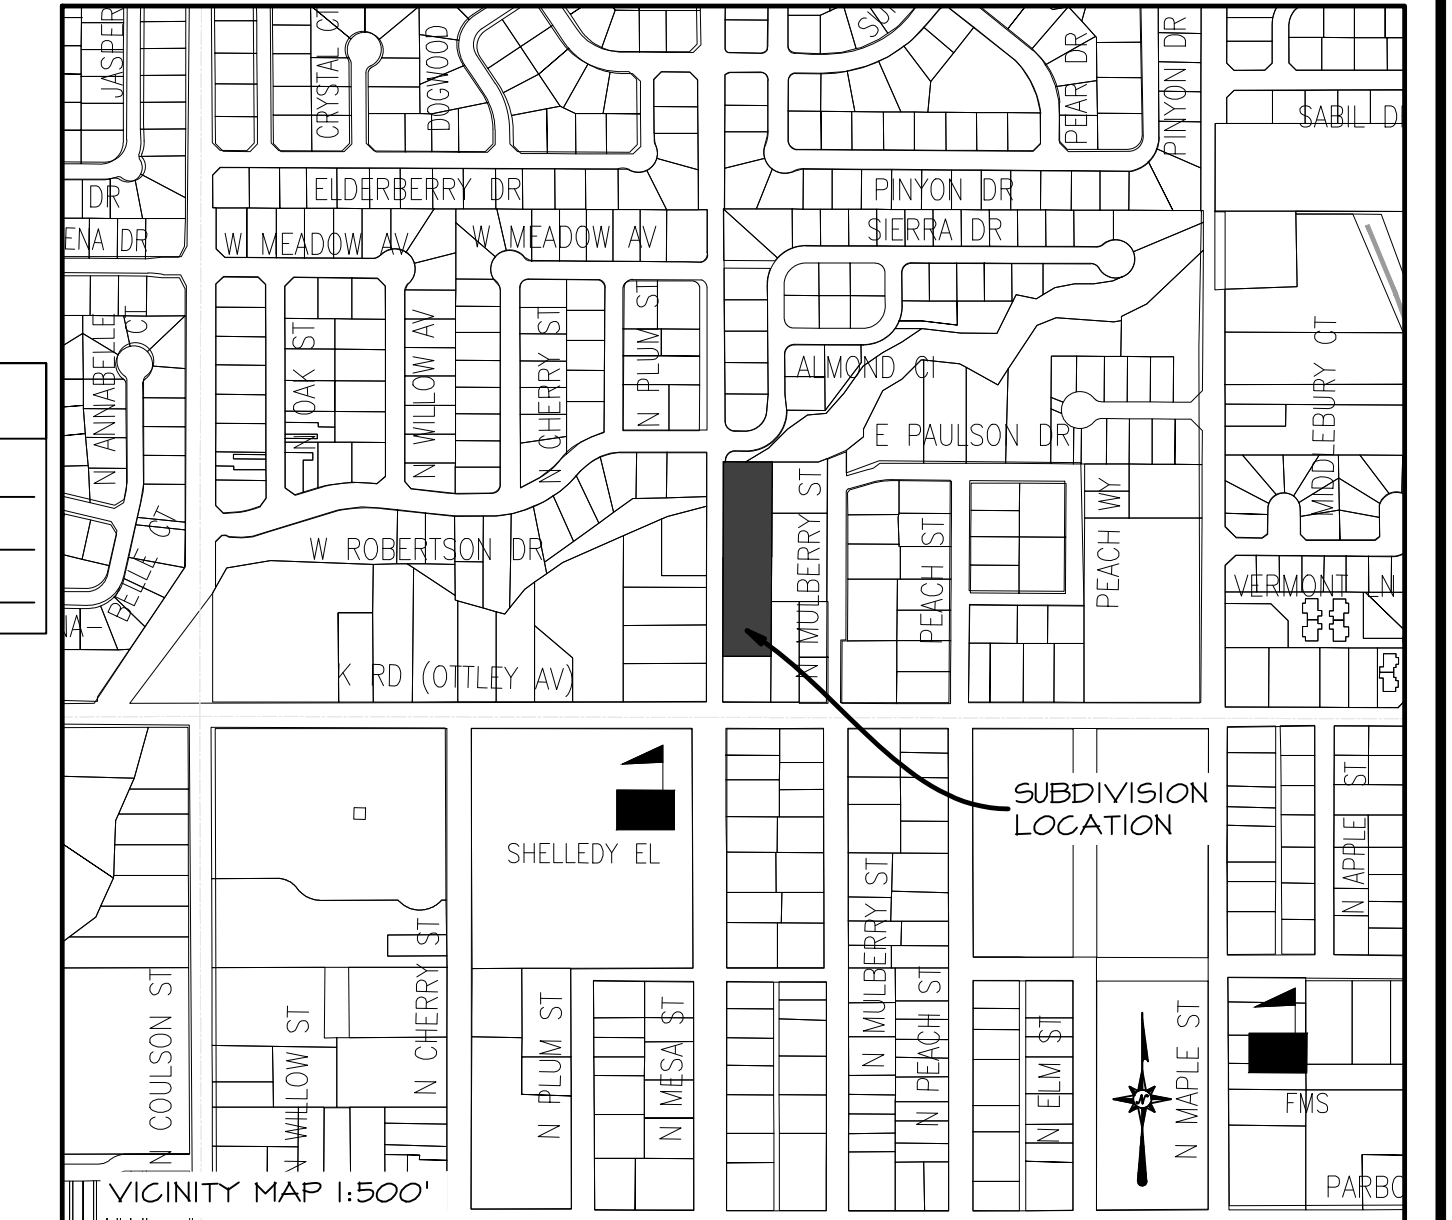 JASPER
CRYSTAL CT
DOGWOOD
PEAR DR
PINYON DR
SABIL D
DR
ELDERBERRY DR
PINYON DR
ENA DR
W MEADOW AV
W MEADOW AV
SIERRA DR
N ANNABELLE CT
N OAK ST
N WILLOW AV
N CHERRY ST
N PLUM ST
ALMOND CI
MIDDLEBURY CT
E PAULSON DR
BELLE CT
W ROBERTSON DR
N MULBERRY ST
PEACH ST
PEACH WY
VERMONT LN
NA-
K RD (OTTLEY AV)
SUBDIVISION
LOCATION
SHELLEDY EL
N APPLE ST
N COULSON ST
N WILLOW ST
N CHERRY ST
N PLUM ST
N MESA ST
N MULBERRY ST
N PEACH ST
N ELM ST
N
N MAPLE ST
FMS
PARBO
VICINITY MAP 1:500'